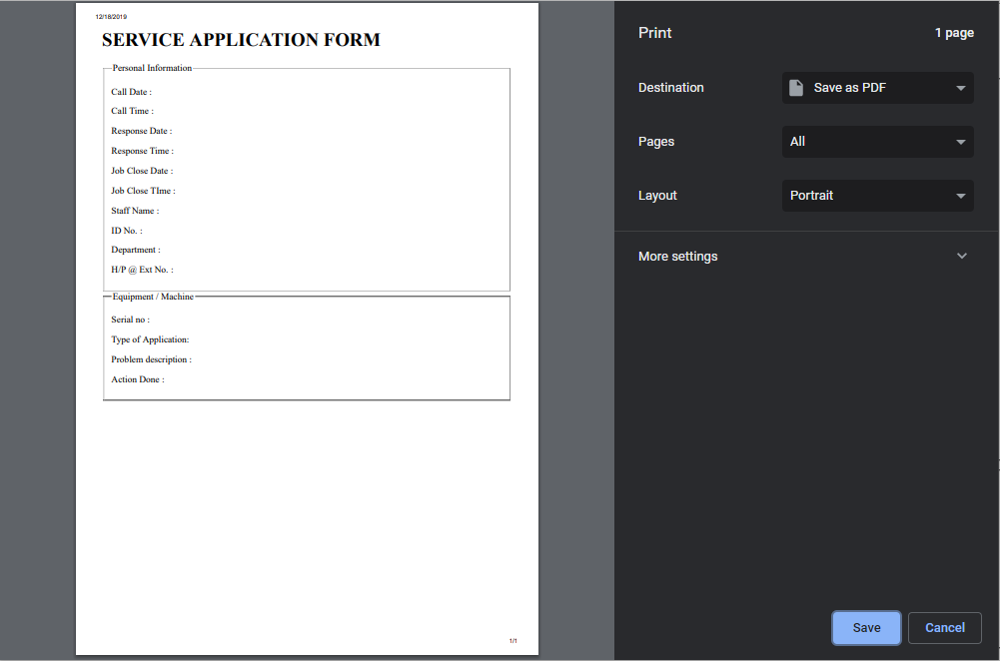 12/18/2019
SERVICE APPLICATION FORM
Personal Information
Call Date :
Call Time :
Response Date :
Response Time :
Job Close Date :
Job Close TIme :
Staff Name :
ID No. :
Department :
H/P @ Ext No. :
Equipment / Machine
Serial no :
Type of Application:
Problem description :
Action Done :
1/1
Print 1 page
Destination Save as PDF
Pages All
Layout Portrait
More settings
Save Cancel